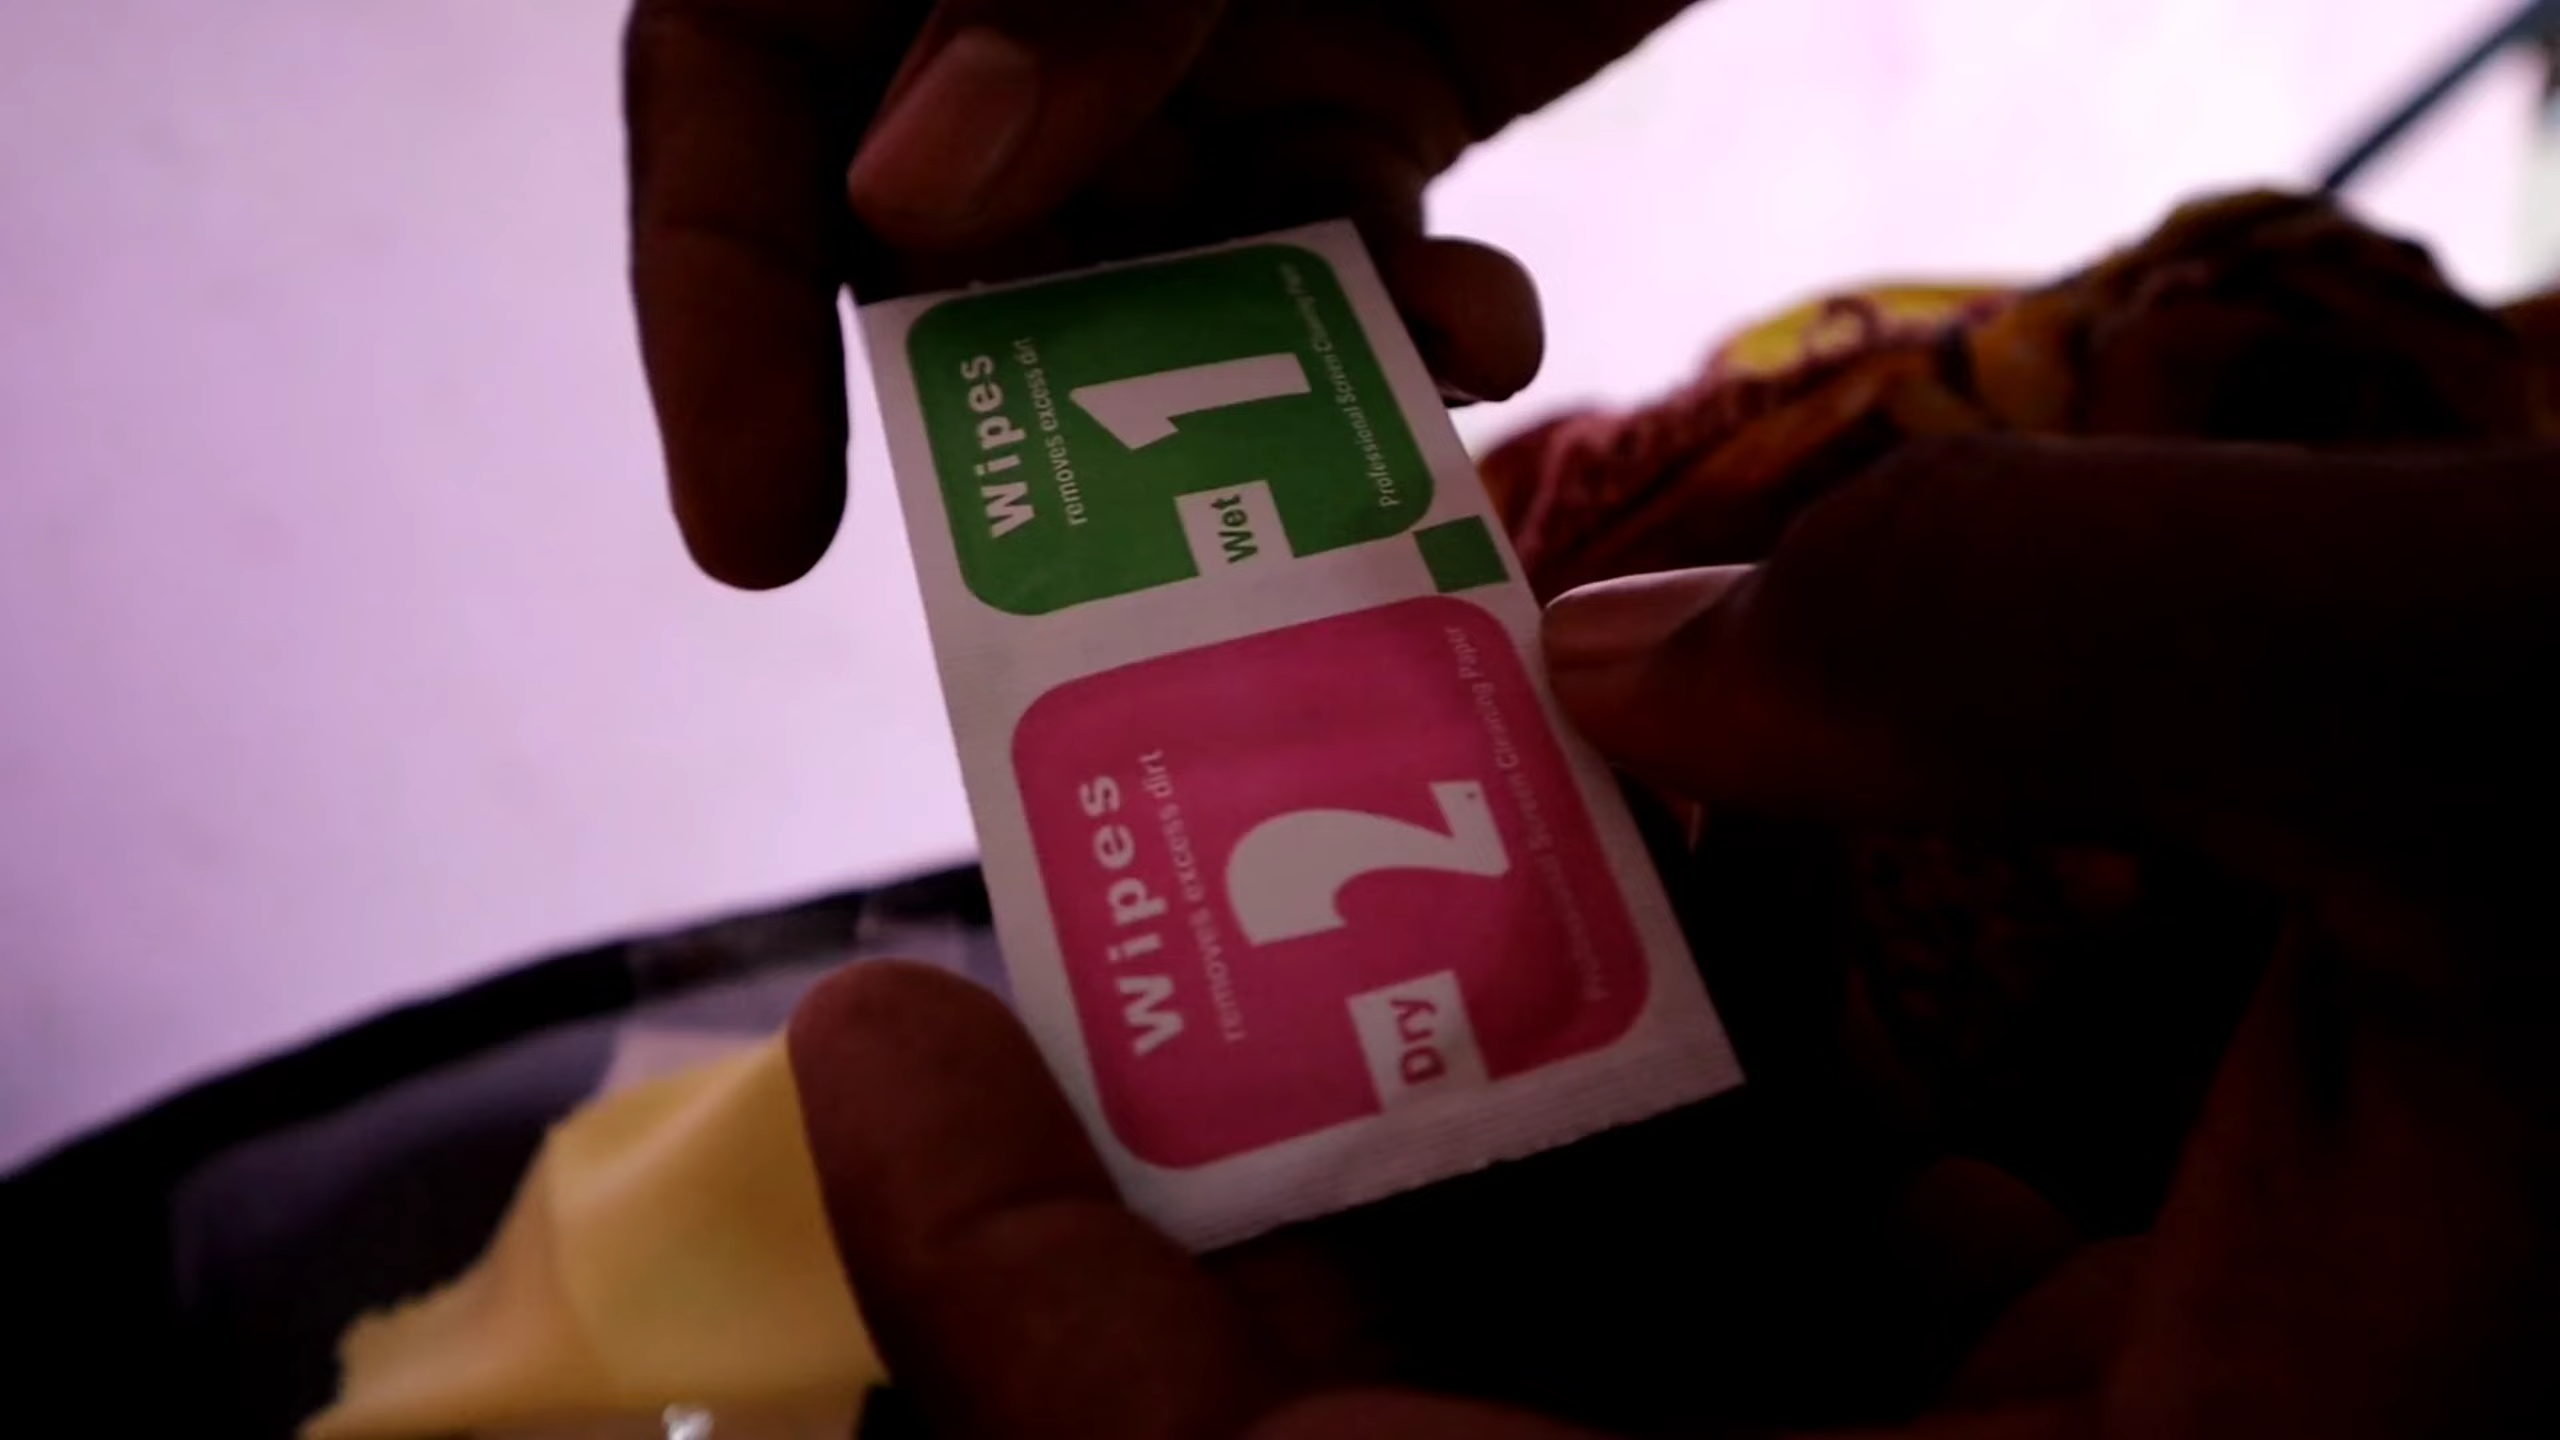 Wipes
removes excess dirt
1
Wet
Professional Screen Cleaning Paper
Wipes
removes excess dirt
2
Dry
Professional Screen Cleaning Paper